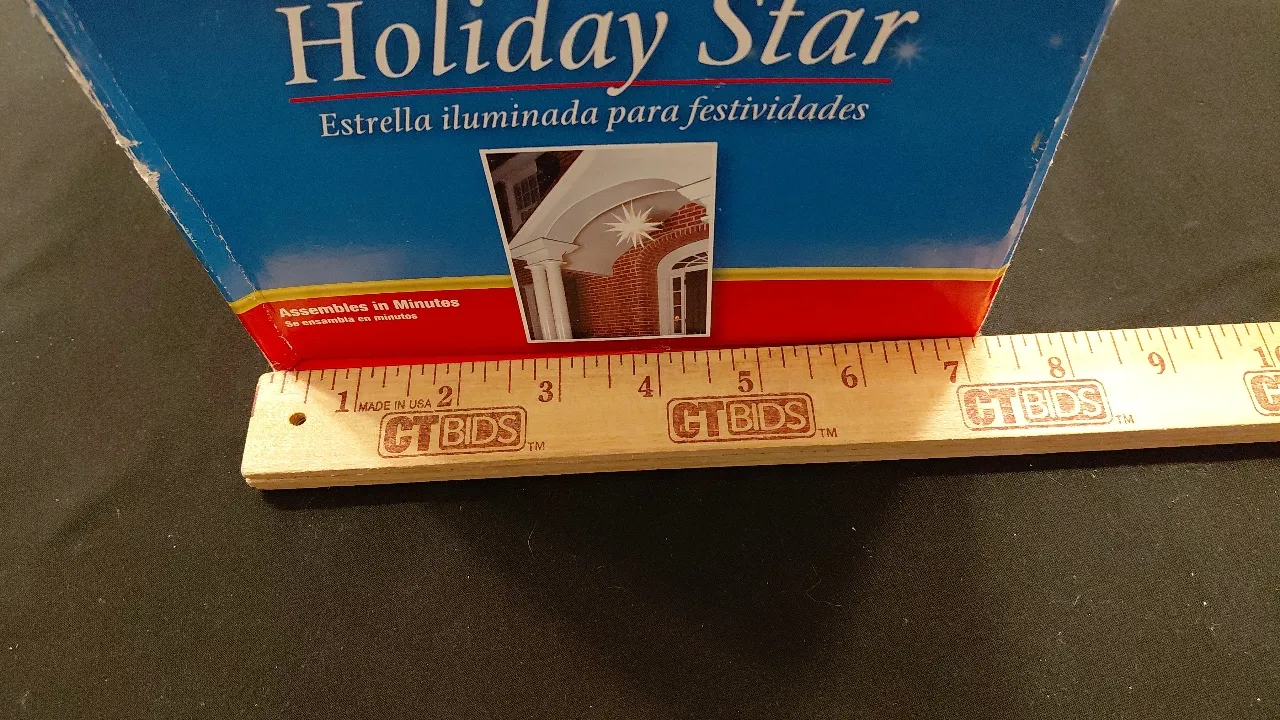 Holiday Star
Estrella iluminada para festividades
Assembles in Minutes
Se ensambla en minutos
1 2 3 4 5 6 7 8 9 10
MADE IN USA
CTBIDS™ CTBIDS™ CTBIDS™